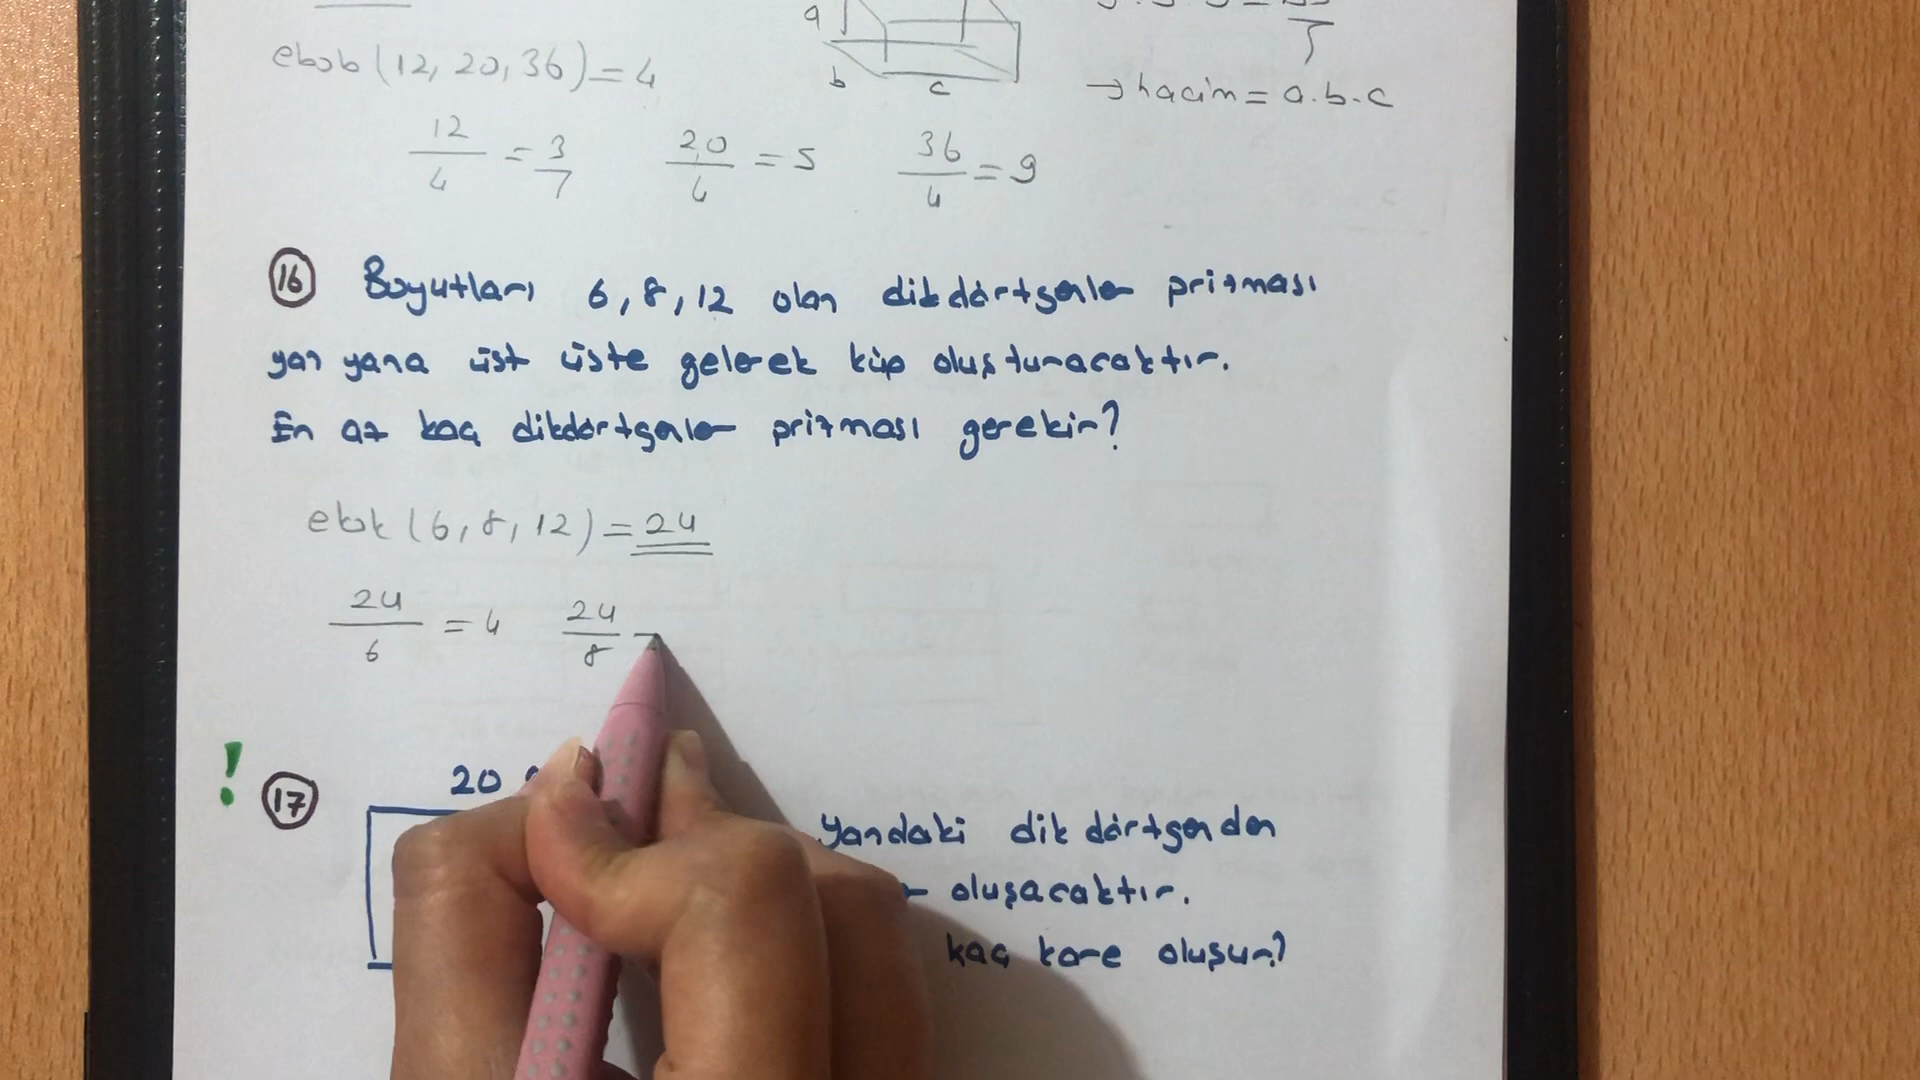 a
b
c
→ hacim = a.b.c
ebob (12, 20, 36) = 4
12/4 = 3/7 20/4 = 5 36/4 = 9
16 Boyutları 6, 8, 12 olan dikdörtgenler prizması
yan yana üst üste gelerek küp oluşturacaktır.
En az kaç dikdörtgenler prizması gerekir?
ekok (6, 8, 12) = 24
24/6 = 4 24/8
! 17 20
Yandaki dikdörtgenden
oluşacaktır.
kaç kare oluşur?